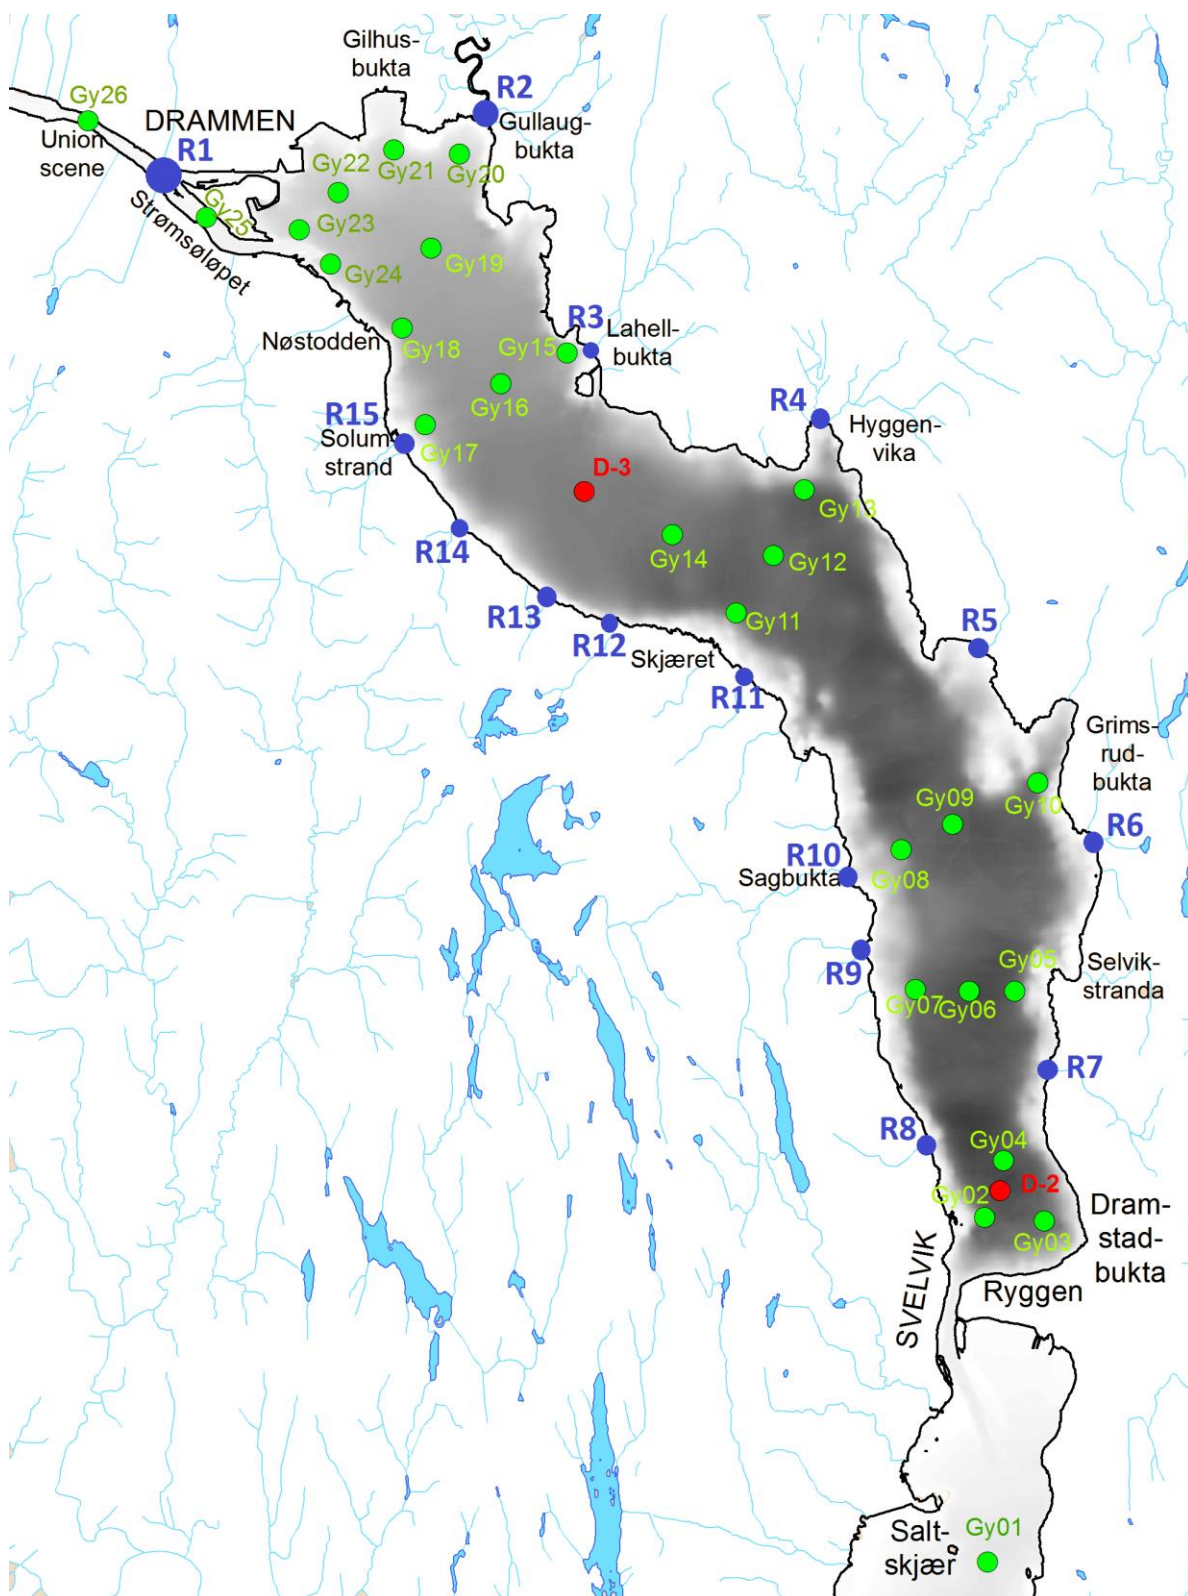 Gilhus-
bukta
Gy26
R2
DRAMMEN
Gullaug-
bukta
Union
scene
R1
Gy22
Gy21
Gy20
Gy25
Strømsøløpet
Gy23
Gy19
Gy24
R3
Lahell-
bukta
Nøstodden
Gy18
Gy15
Gy16
R4
R15
Hyggen-
vika
Solum-
strand
Gy17
D-3
Gy13
R14
Gy14
Gy12
R13
R12
Gy11
R5
Skjæret
R11
Grims-
rud-
bukta
Gy09
Gy10
R6
R10
Sagbukta
Gy08
R9
Gy05
Selvik-
stranda
Gy07
Gy06
R7
R8
Gy04
D-2
Gy02
Gy03
Dram-
stad-
bukta
SVELVIK
Ryggen
Gy01
Salt-
skjær